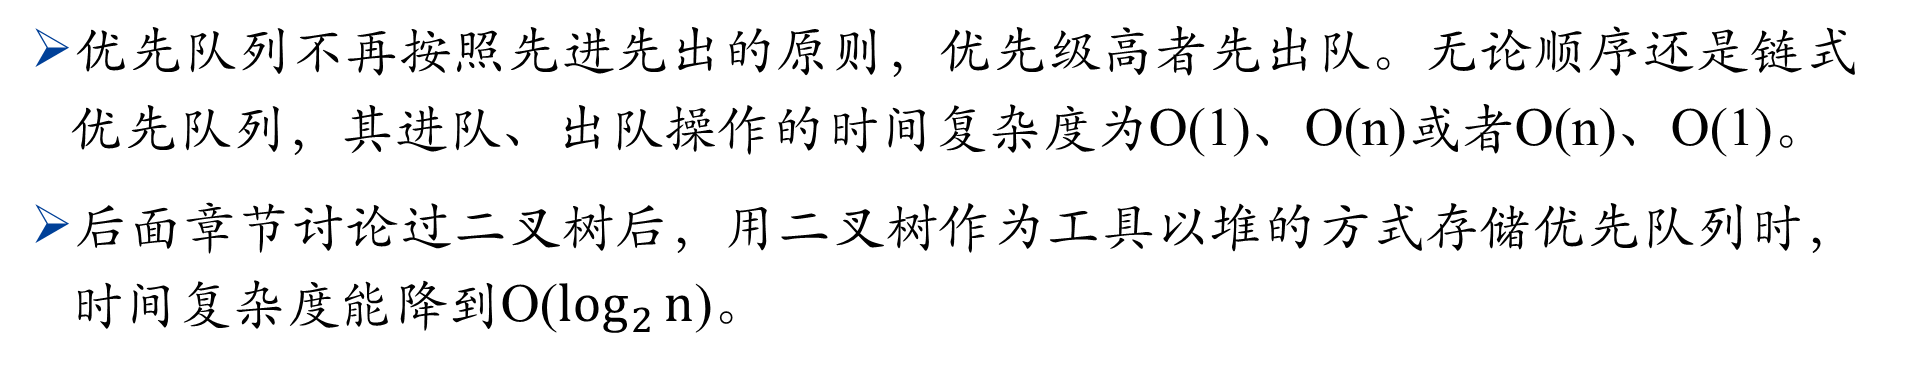 ➢优先队列不再按照先进先出的原则，优先级高者先出队。无论顺序还是链式
优先队列，其进队、出队操作的时间复杂度为O(1)、O(n)或者O(n)、O(1)。
➢后面章节讨论过二叉树后，用二叉树作为工具以堆的方式存储优先队列时，
时间复杂度能降到O(log₂ n)。